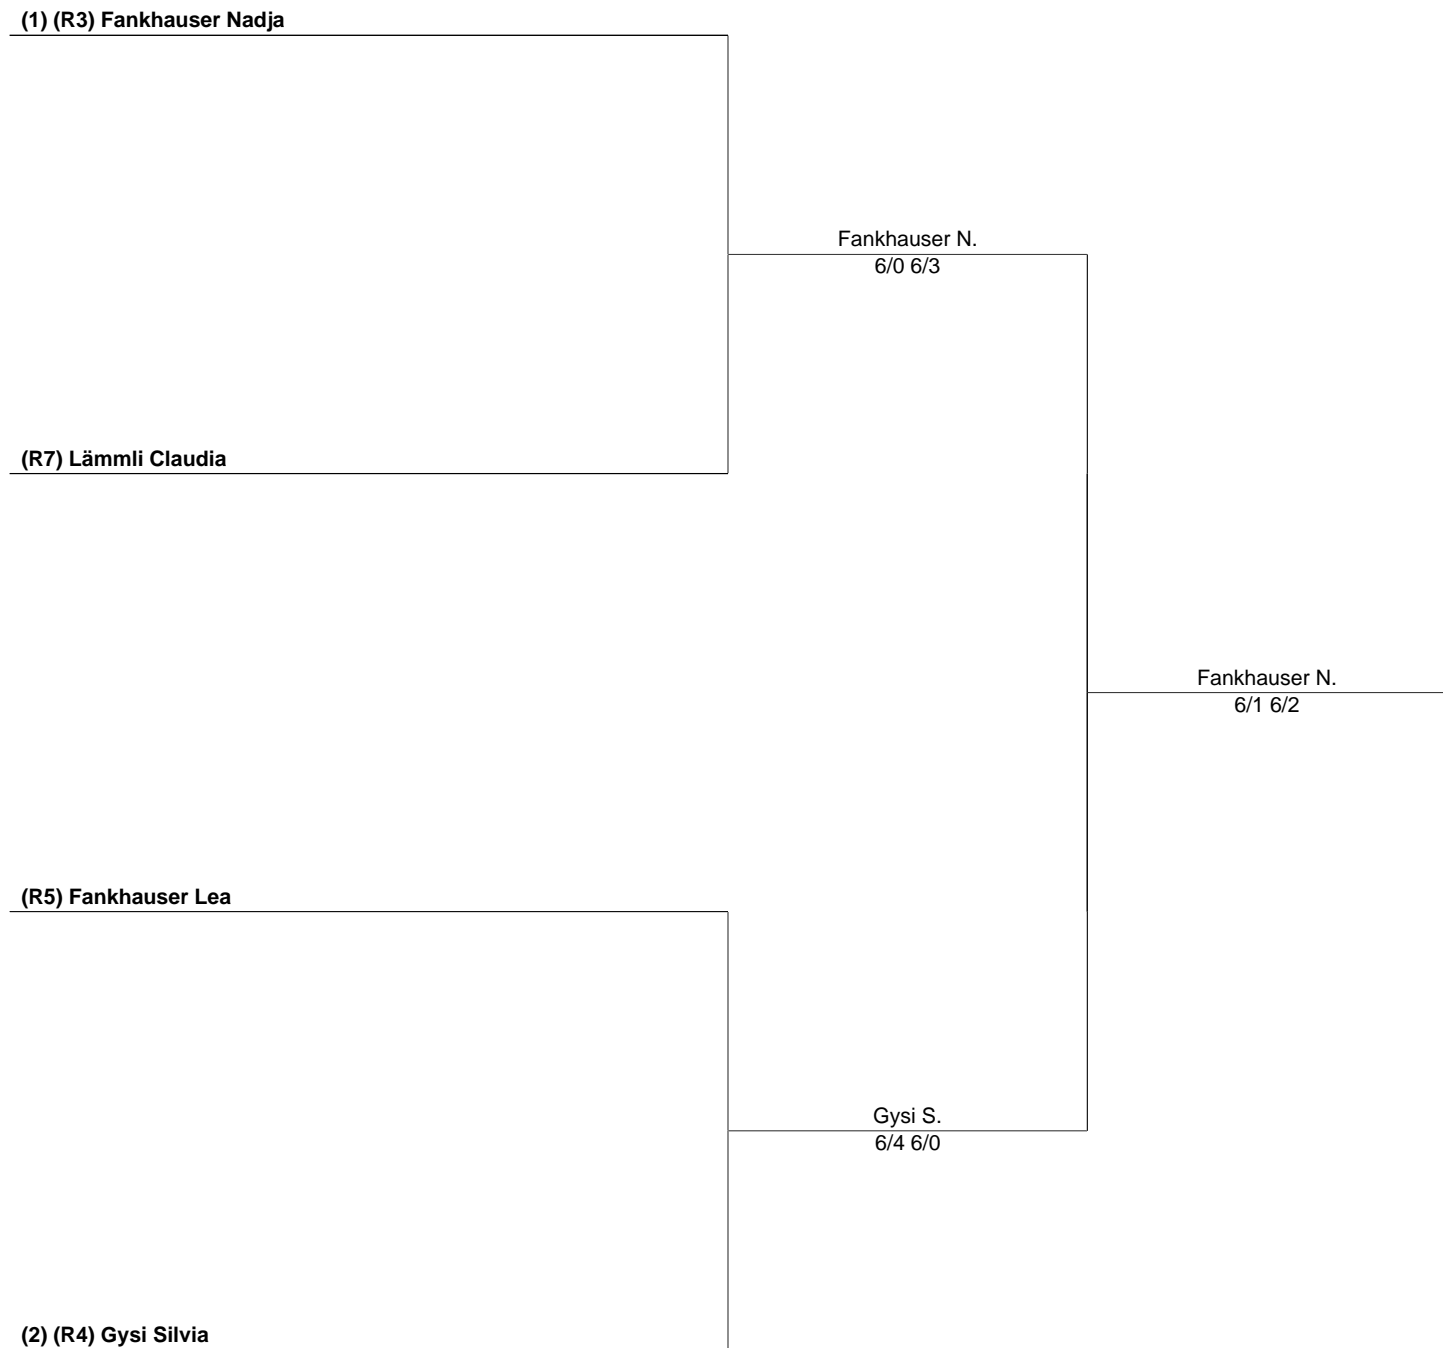 (1) (R3) Fankhauser Nadja
Fankhauser N.
6/0 6/3
(R7) Lämmli Claudia
Fankhauser N.
6/1 6/2
(R5) Fankhauser Lea
Gysi S.
6/4 6/0
(2) (R4) Gysi Silvia